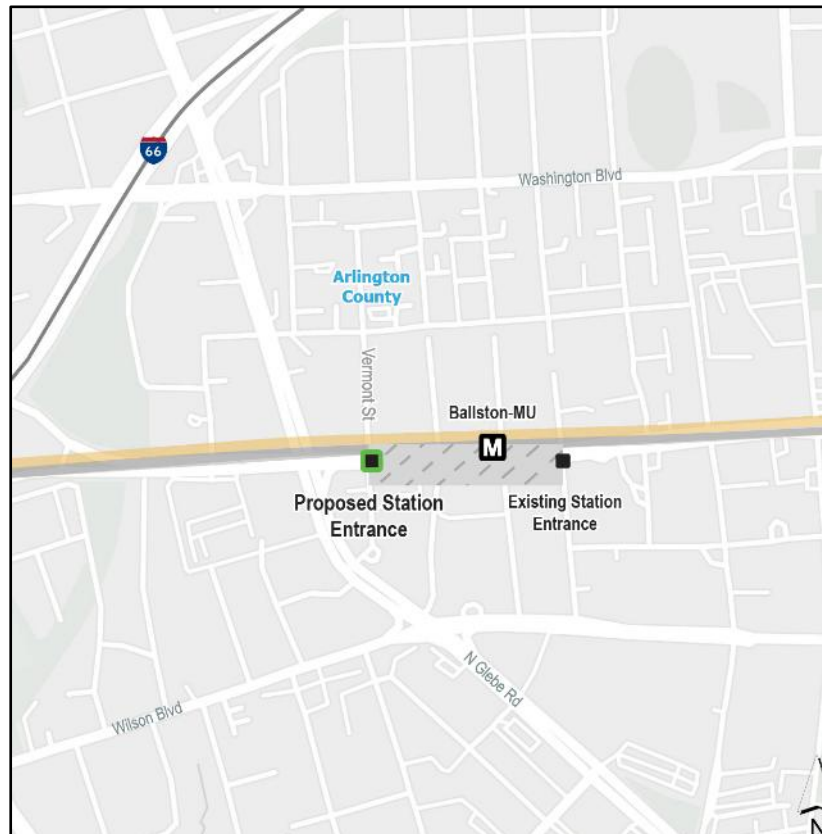 66
Washington Blvd
Arlington
County
Vermont St
Ballston-MU
M
Proposed Station
Entrance
Existing Station
Entrance
N Glebe Rd
Wilson Blvd
N